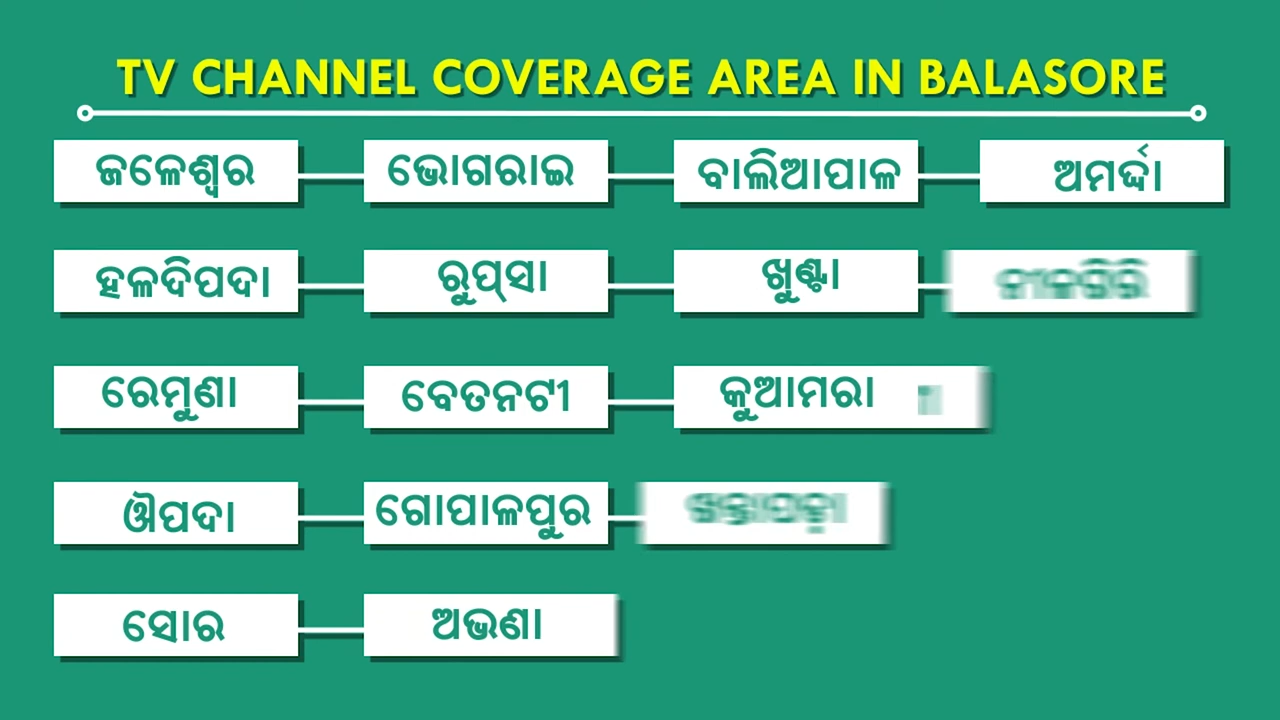 TV CHANNEL COVERAGE AREA IN BALASORE
ଜଳେଶ୍ୱର ଭୋଗରାଇ ବାଲିଆପାଳ ଅମର୍ଦ୍ଦା
ହଳଦିପଦା ରୁପ୍‌ସା ଖୁଣ୍ଟା
ରେମୁଣା ବେତନଟୀ କୁଆମରା
ଔପଦା ଗୋପାଳପୁର
ସୋର ଅଭଣା